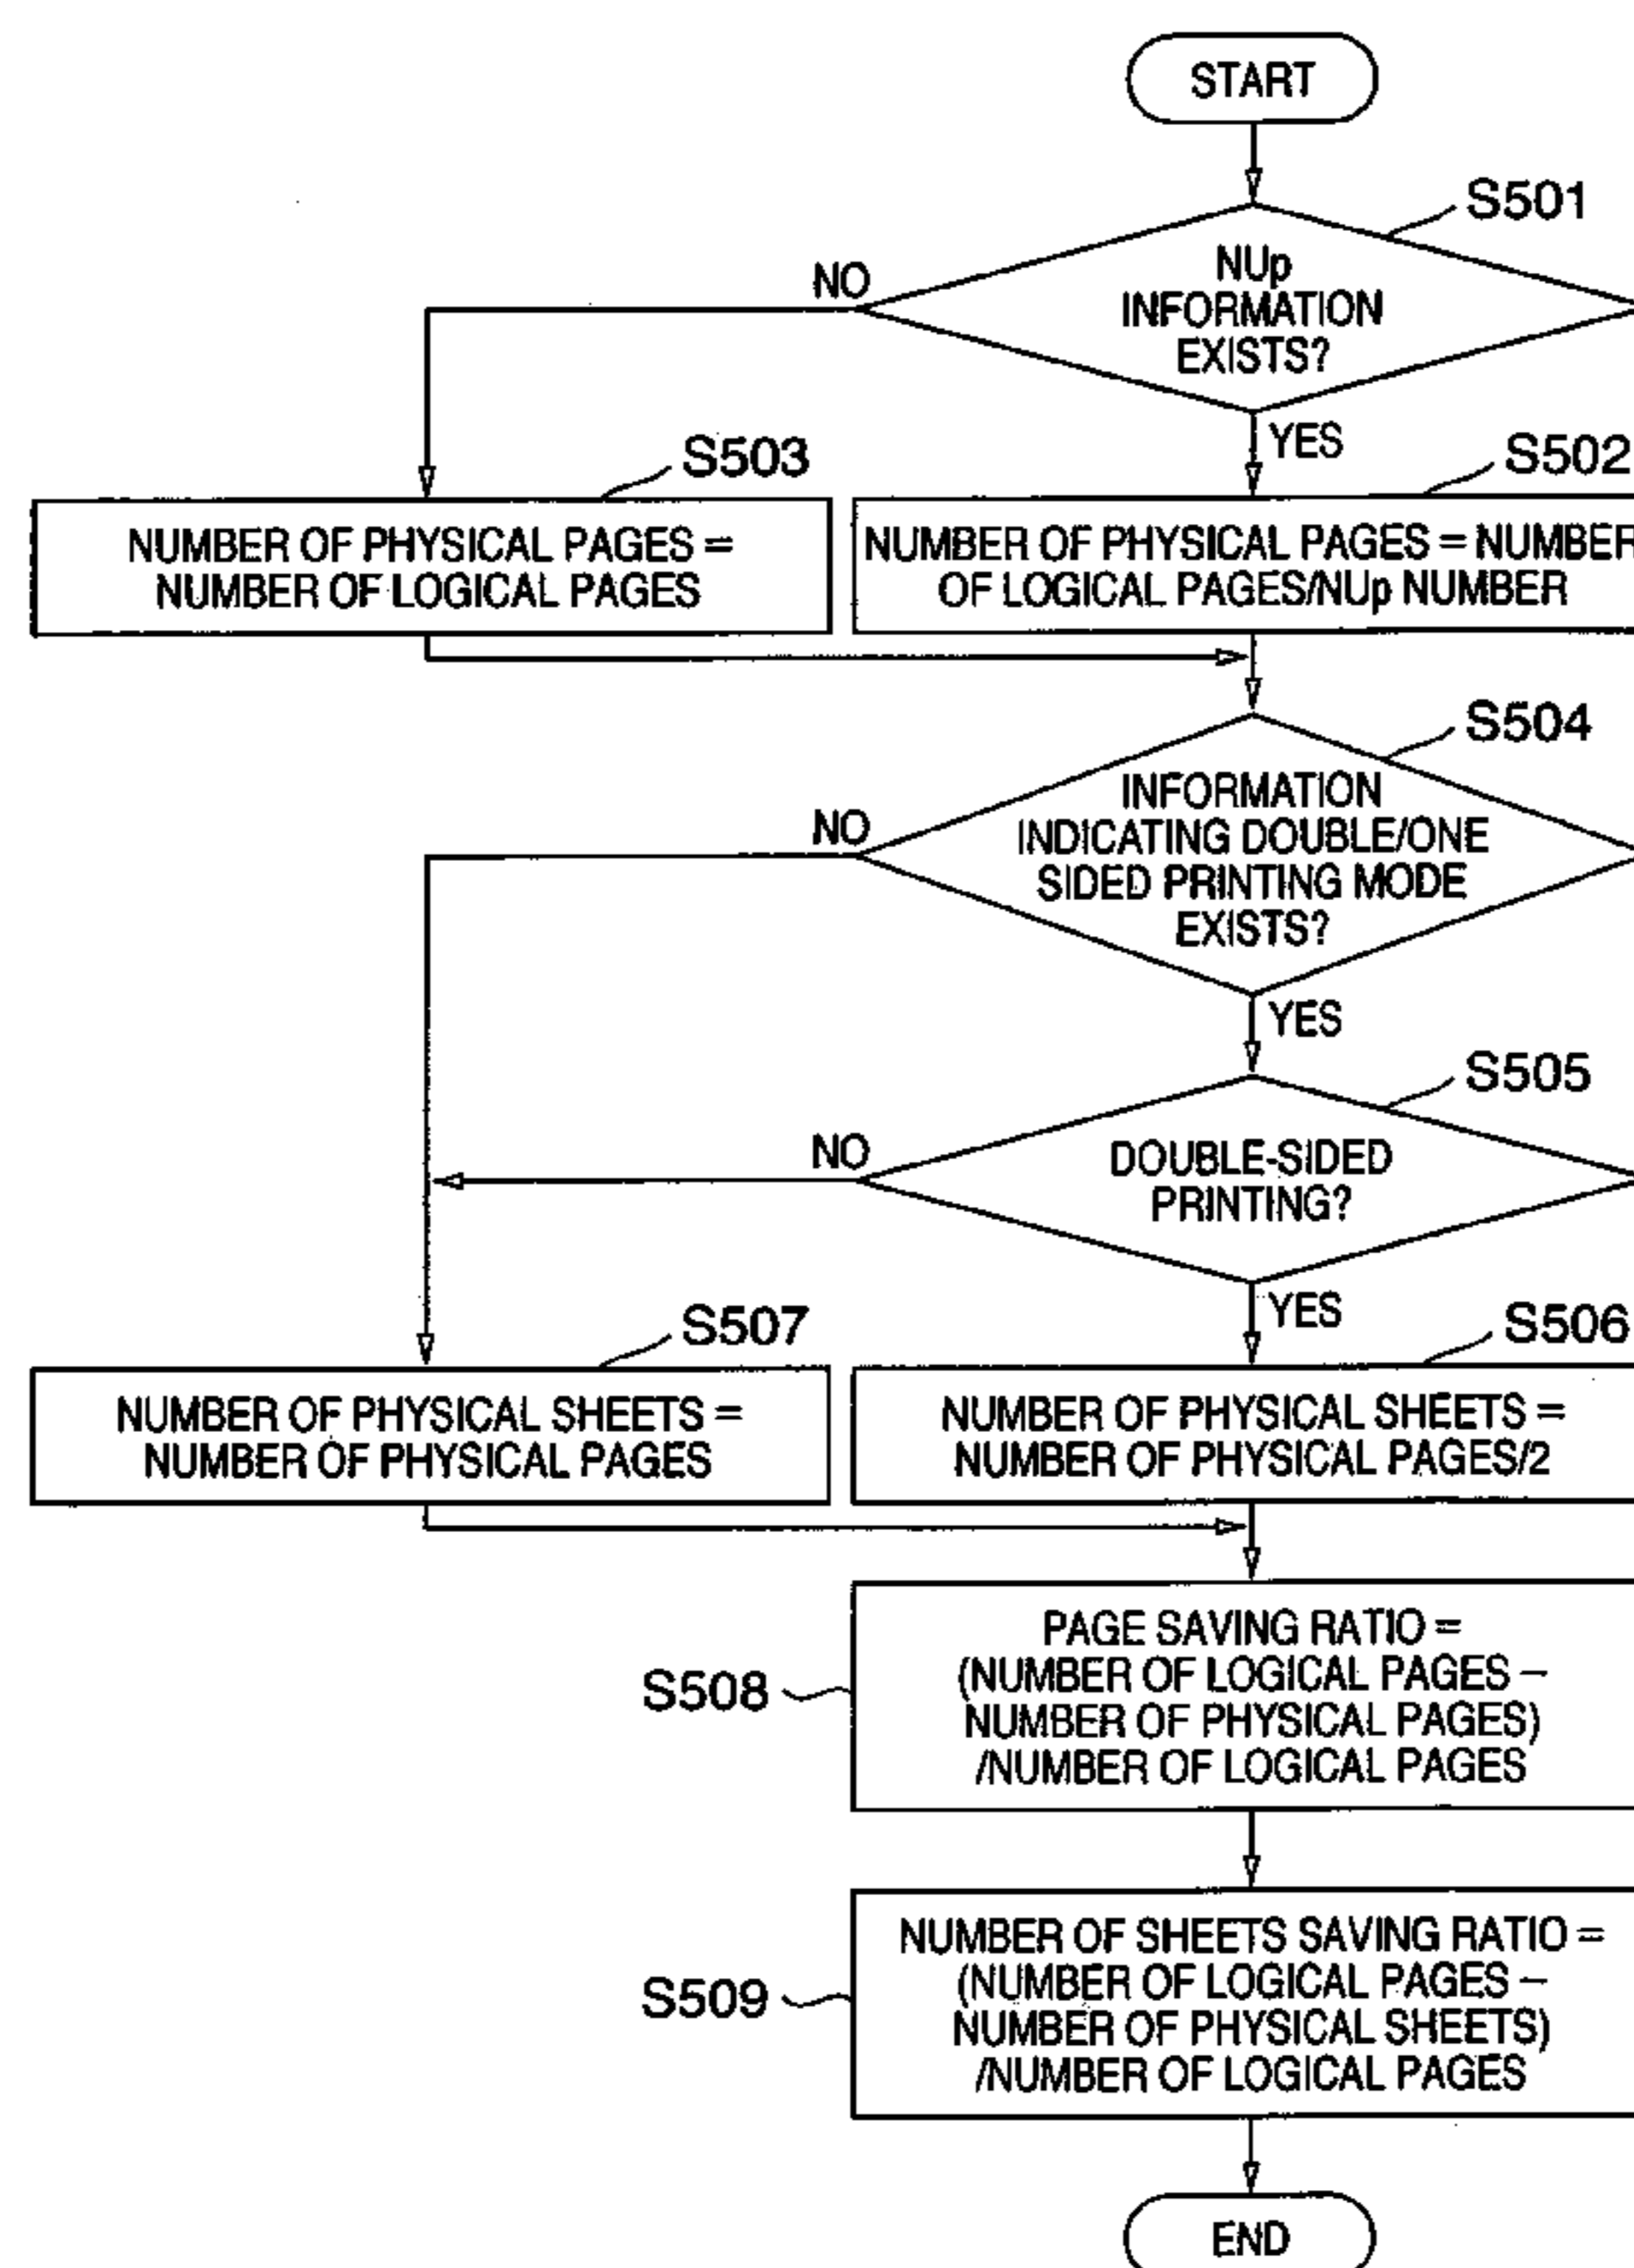 START
S501
NUp
INFORMATION
EXISTS?
NO
YES
S503
S502
NUMBER OF PHYSICAL PAGES =
NUMBER OF LOGICAL PAGES
NUMBER OF PHYSICAL PAGES = NUMBER
OF LOGICAL PAGES/NUp NUMBER
S504
INFORMATION
INDICATING DOUBLE/ONE
SIDED PRINTING MODE
EXISTS?
NO
YES
S505
DOUBLE-SIDED
PRINTING?
NO
YES
S507
S506
NUMBER OF PHYSICAL SHEETS =
NUMBER OF PHYSICAL PAGES
NUMBER OF PHYSICAL SHEETS =
NUMBER OF PHYSICAL PAGES/2
S508
PAGE SAVING RATIO =
(NUMBER OF LOGICAL PAGES –
NUMBER OF PHYSICAL PAGES)
/NUMBER OF LOGICAL PAGES
S509
NUMBER OF SHEETS SAVING RATIO =
(NUMBER OF LOGICAL PAGES –
NUMBER OF PHYSICAL SHEETS)
/NUMBER OF LOGICAL PAGES
END